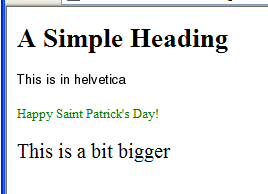 A Simple Heading
This is in helvetica
Happy Saint Patrick's Day!
This is a bit bigger